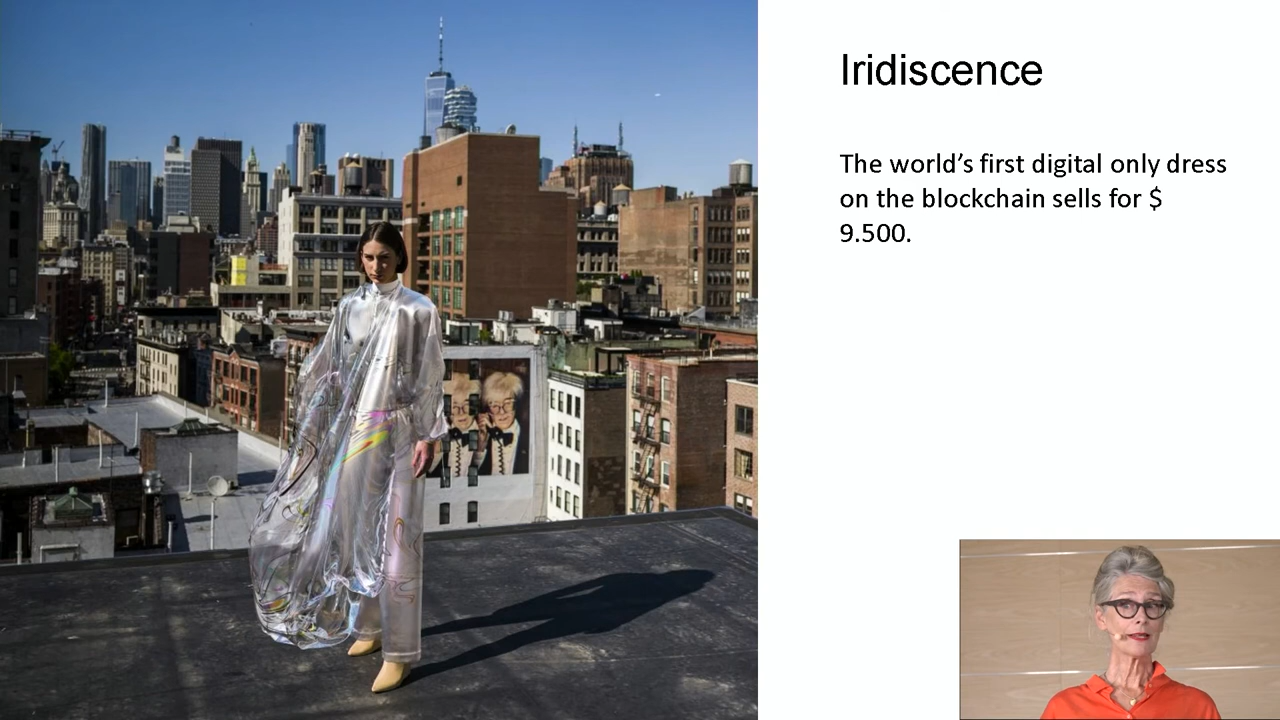 Iridiscence
The world’s first digital only dress
on the blockchain sells for $
9.500.